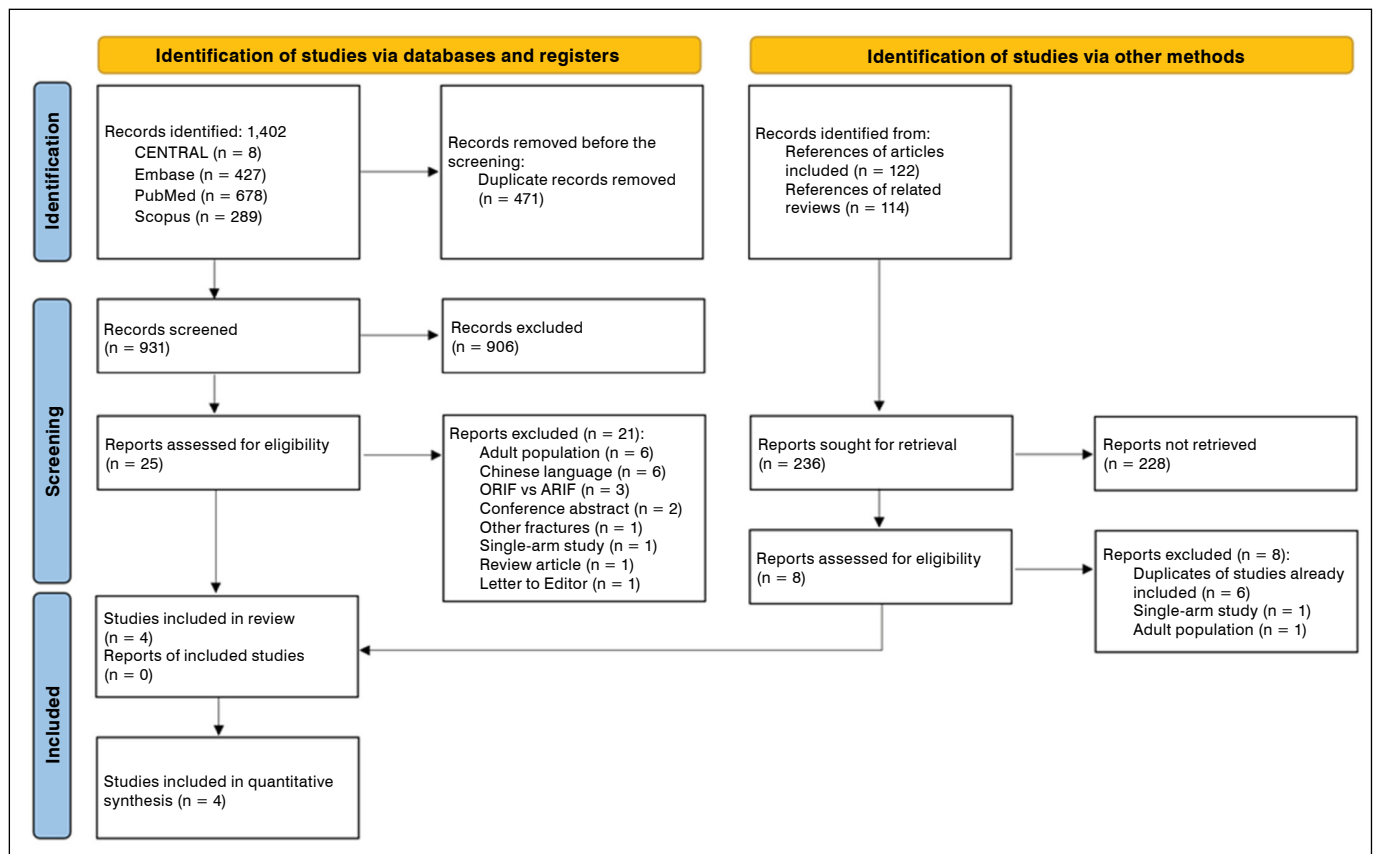 Identification of studies via databases and registers
Identification of studies via other methods
Identification
Records identified: 1,402
CENTRAL (n = 8)
Embase (n = 427)
PubMed (n = 678)
Scopus (n = 289)
Records removed before the
screening:
Duplicate records removed
(n = 471)
Records identified from:
References of articles
included (n = 122)
References of related
reviews (n = 114)
Screening
Records screened
(n = 931)
Records excluded
(n = 906)
Reports assessed for eligibility
(n = 25)
Reports excluded (n = 21):
Adult population (n = 6)
Chinese language (n = 6)
ORIF vs ARIF (n = 3)
Conference abstract (n = 2)
Other fractures (n = 1)
Single-arm study (n = 1)
Review article (n = 1)
Letter to Editor (n = 1)
Reports sought for retrieval
(n = 236)
Reports not retrieved
(n = 228)
Reports assessed for eligibility
(n = 8)
Reports excluded (n = 8):
Duplicates of studies already
included (n = 6)
Single-arm study (n = 1)
Adult population (n = 1)
Included
Studies included in review
(n = 4)
Reports of included studies
(n = 0)
Studies included in quantitative
synthesis (n = 4)